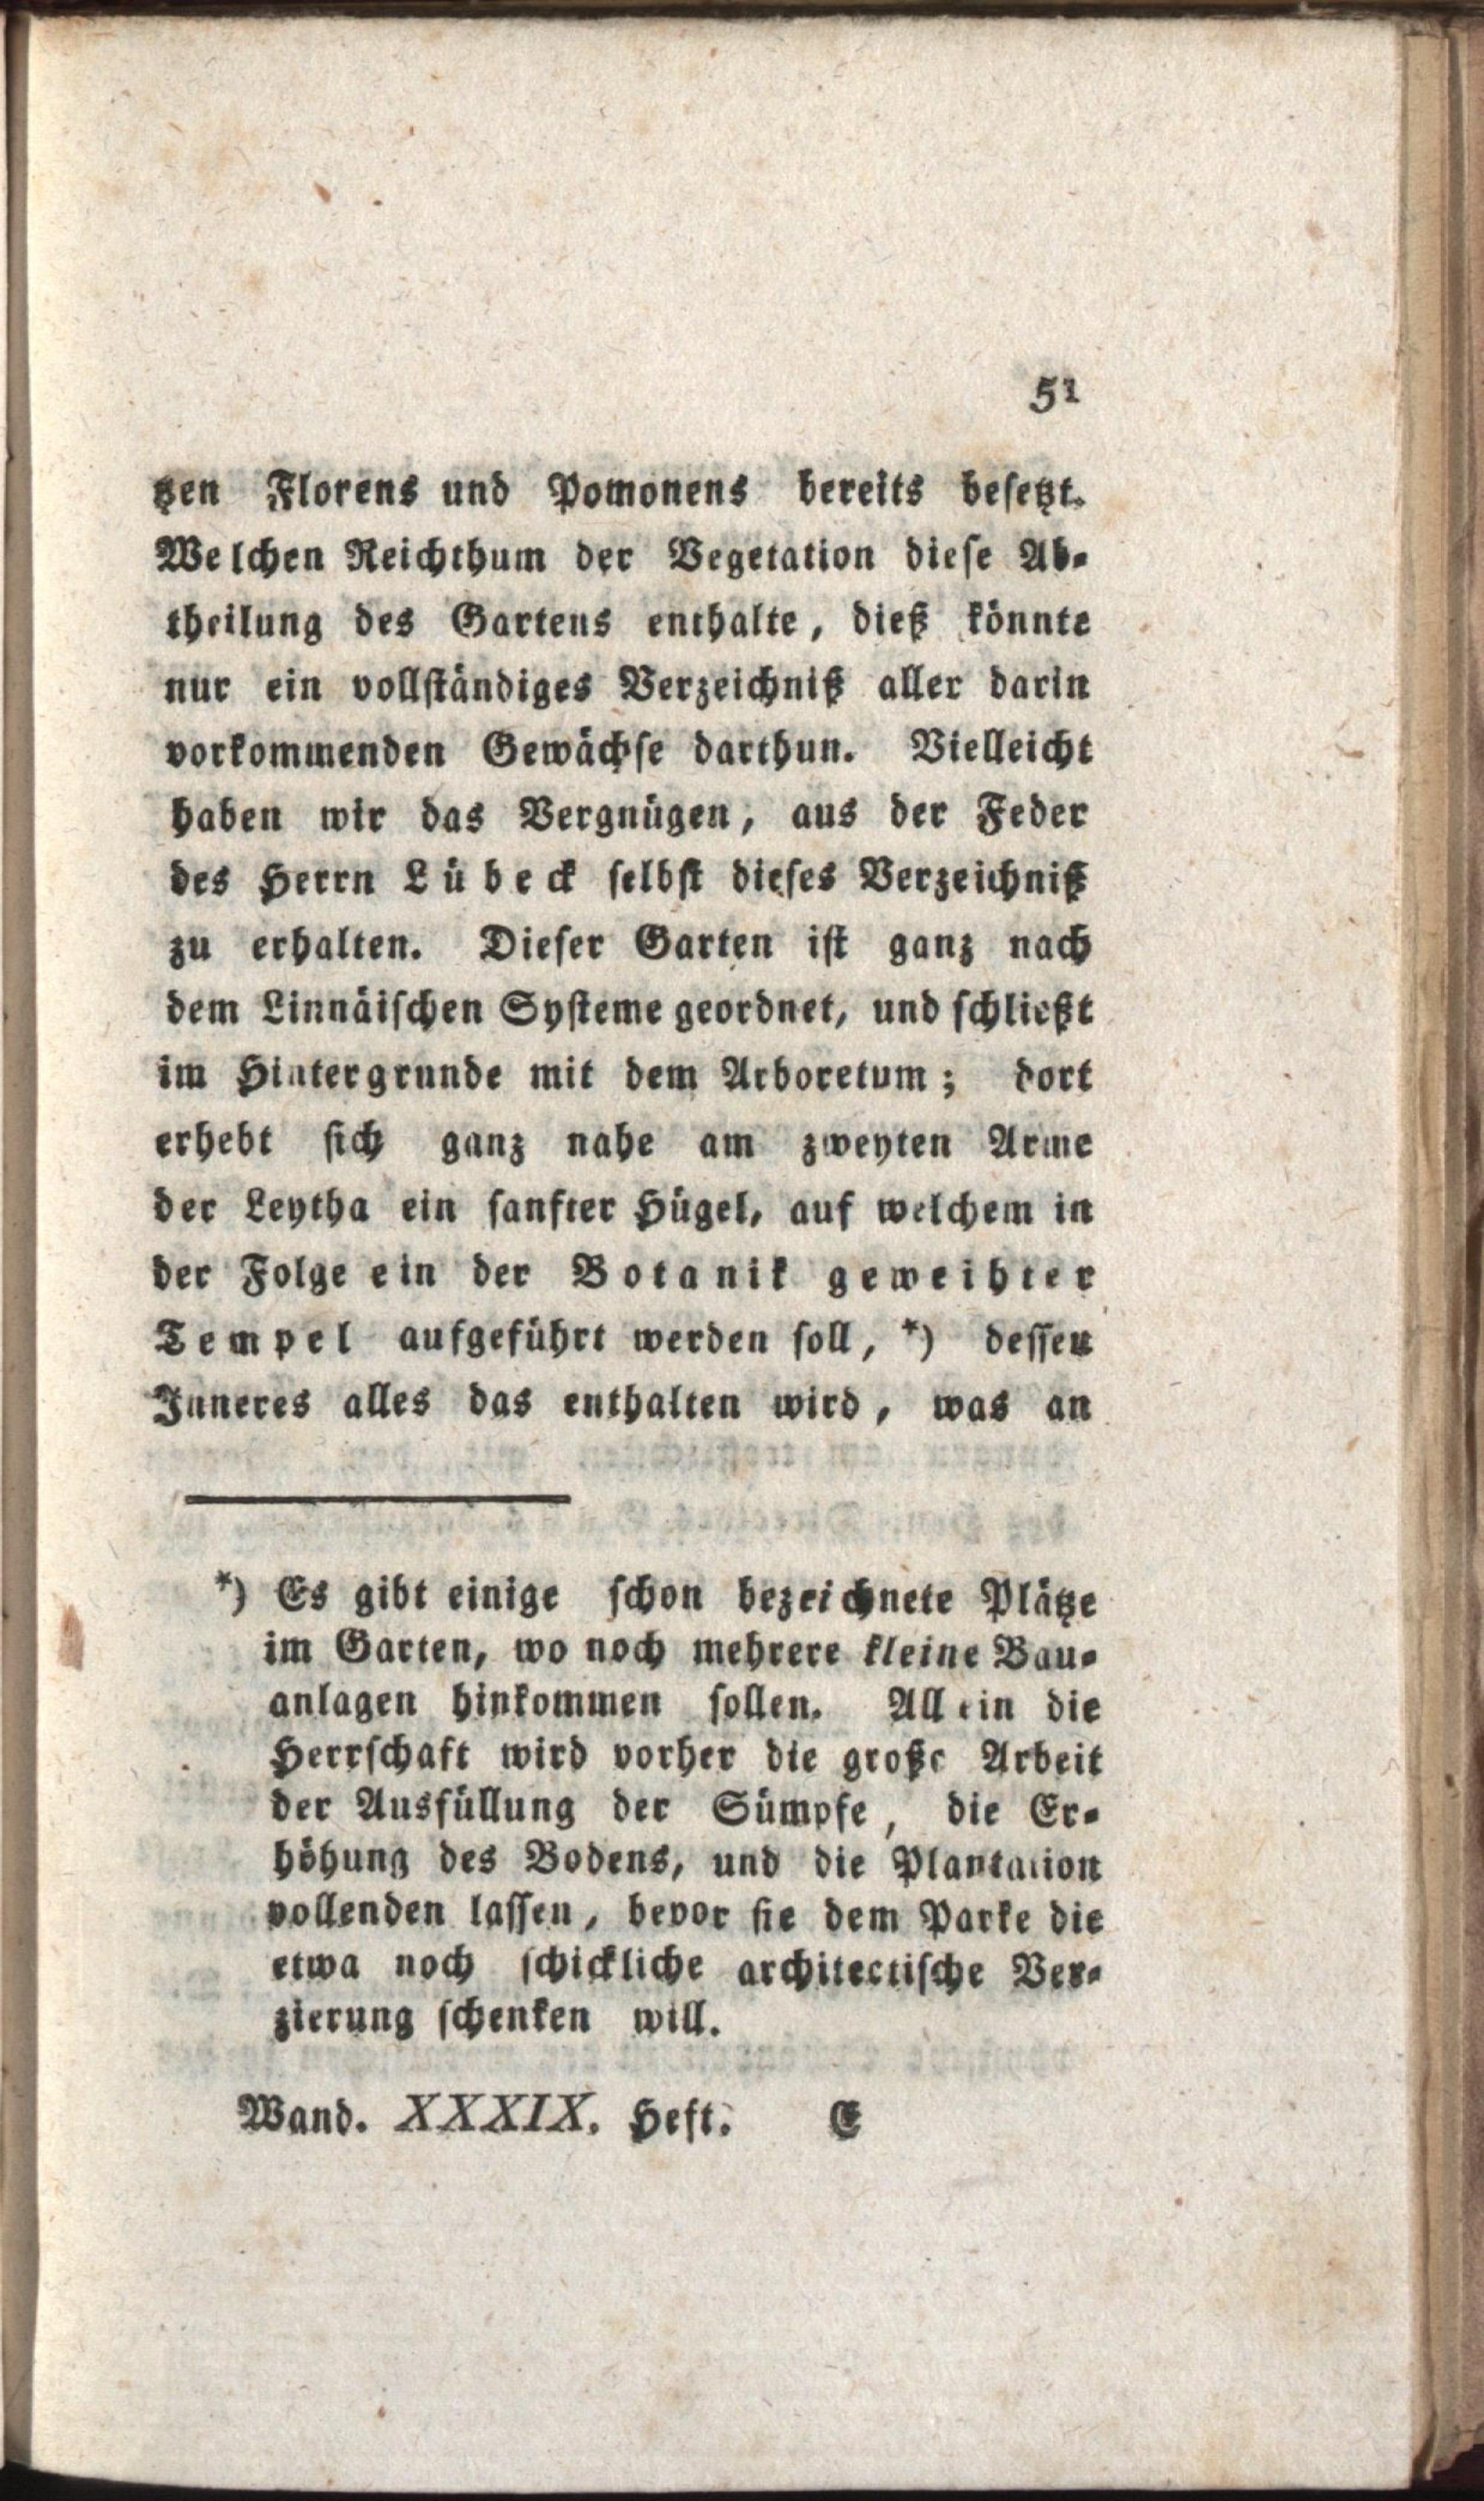 51
tzen Florens und Pomonens bereits besetzt.
Welchen Reichthum der Vegetation diese Ab-
theilung des Gartens enthalte, dieß könnte
nur ein vollständiges Verzeichniß aller darin
vorkommenden Gewächse darthun. Vielleicht
haben wir das Vergnügen, aus der Feder
des Herrn Lübeck selbst dieses Verzeichniß
zu erhalten. Dieser Garten ist ganz nach
dem Linnäischen Systeme geordnet, und schließt
im Hintergrunde mit dem Arboretum; dort
erhebt sich ganz nahe am zweyten Arme
der Leytha ein sanfter Hügel, auf welchem in
der Folge ein der Botanik geweihter
Tempel aufgeführt werden soll, *) dessen
Inneres alles das enthalten wird, was an
*) Es gibt einige schon bezeichnete Plätze
im Garten, wo noch mehrere kleine Bau-
anlagen hinkommen sollen. Allein die
Herrschaft wird vorher die große Arbeit
der Ausfüllung der Sümpfe, die Er-
höhung des Bodens, und die Plantation
vollenden lassen, bevor sie dem Parke die
etwa noch schickliche architectische Ver-
zierung schenken will.
Wand. XXXIX. Heft. E